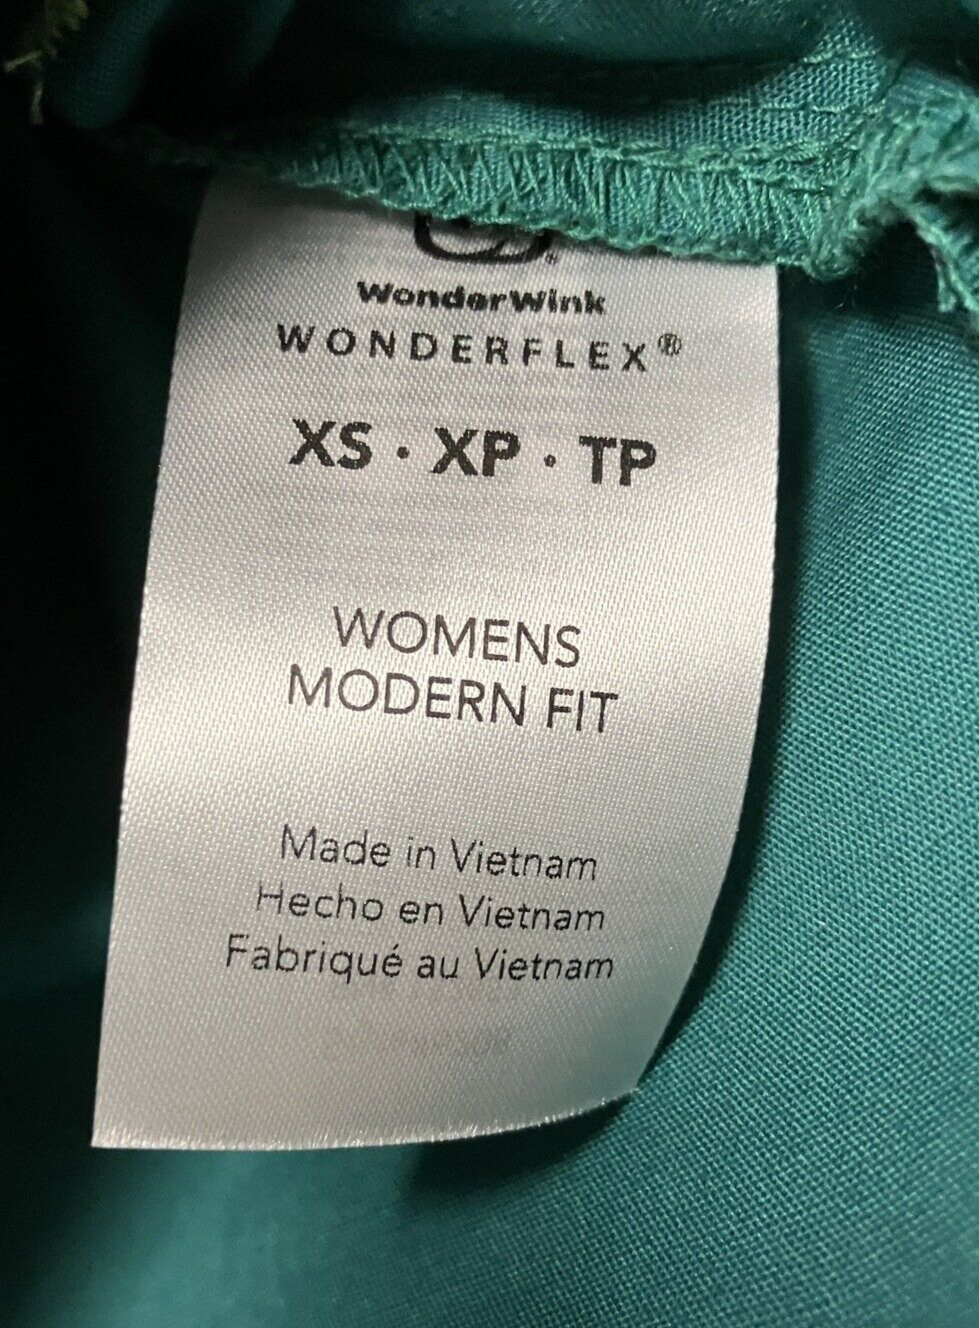 WonderWink
WONDERFLEX®
XS · XP · TP
WOMENS
MODERN FIT
Made in Vietnam
Hecho en Vietnam
Fabriqué au Vietnam